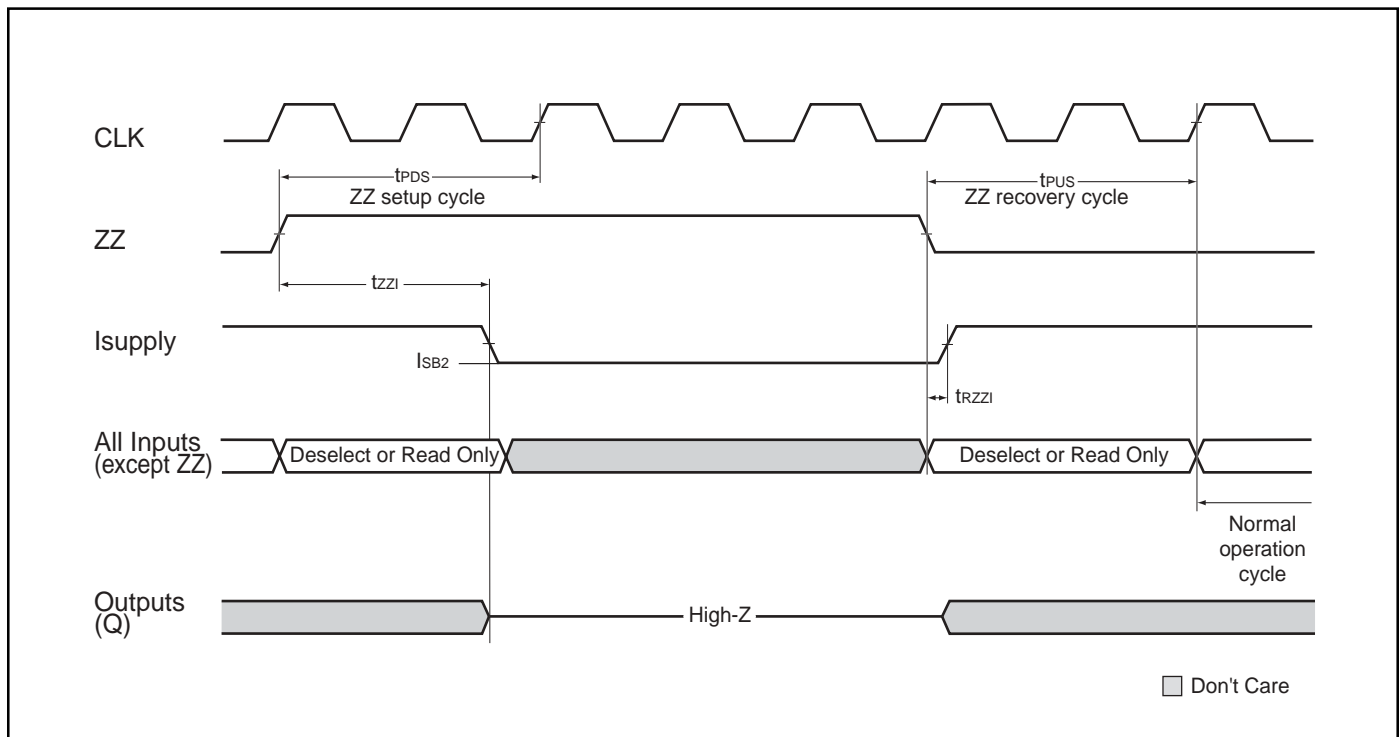 CLK
tPDS
ZZ setup cycle
tPUS
ZZ recovery cycle
ZZ
tZZI
Isupply
ISB2
tRZZI
All Inputs
(except ZZ)
Deselect or Read Only
Deselect or Read Only
Normal
operation
cycle
Outputs
(Q)
High-Z
Don't Care